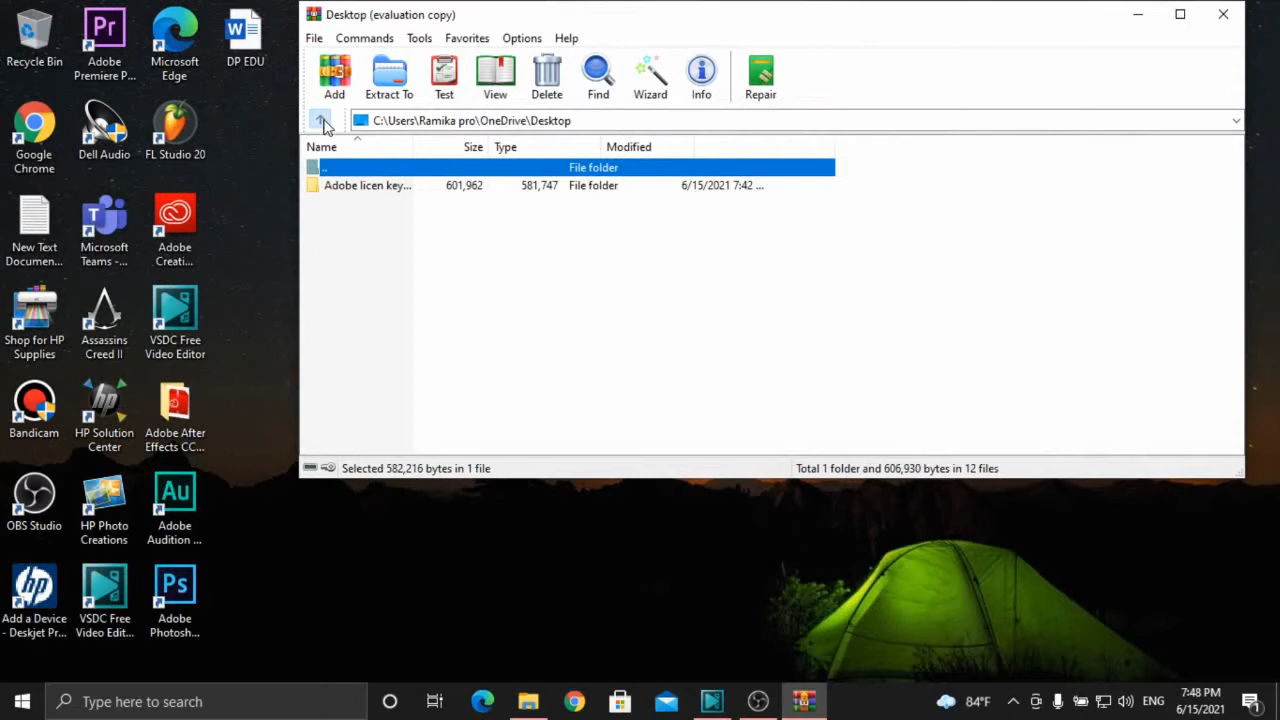 Recycle Bin
Adobe
Premiere P...
Microsoft
Edge
DP EDU
Google
Chrome
Dell Audio
FL Studio 20
New Text
Documen...
Microsoft
Teams -...
Adobe
Creati...
Shop for HP
Supplies
Assassins
Creed II
VSDC Free
Video Editor
Bandicam
HP Solution
Center
Adobe After
Effects CC...
OBS Studio
HP Photo
Creations
Adobe
Audition ...
Add a Device
- Deskjet Pr...
VSDC Free
Video Edit...
Adobe
Photosh...
Desktop (evaluation copy)
File Commands Tools Favorites Options Help
Add Extract To Test View Delete Find Wizard Info Repair
C:\Users\Ramika pro\OneDrive\Desktop
Name Size Type Modified
.. File folder
Adobe licen key... 601,962 581,747 File folder 6/15/2021 7:42 ...
Selected 582,216 bytes in 1 file Total 1 folder and 606,930 bytes in 12 files
Type here to search
84°F
ENG
7:48 PM
6/15/2021